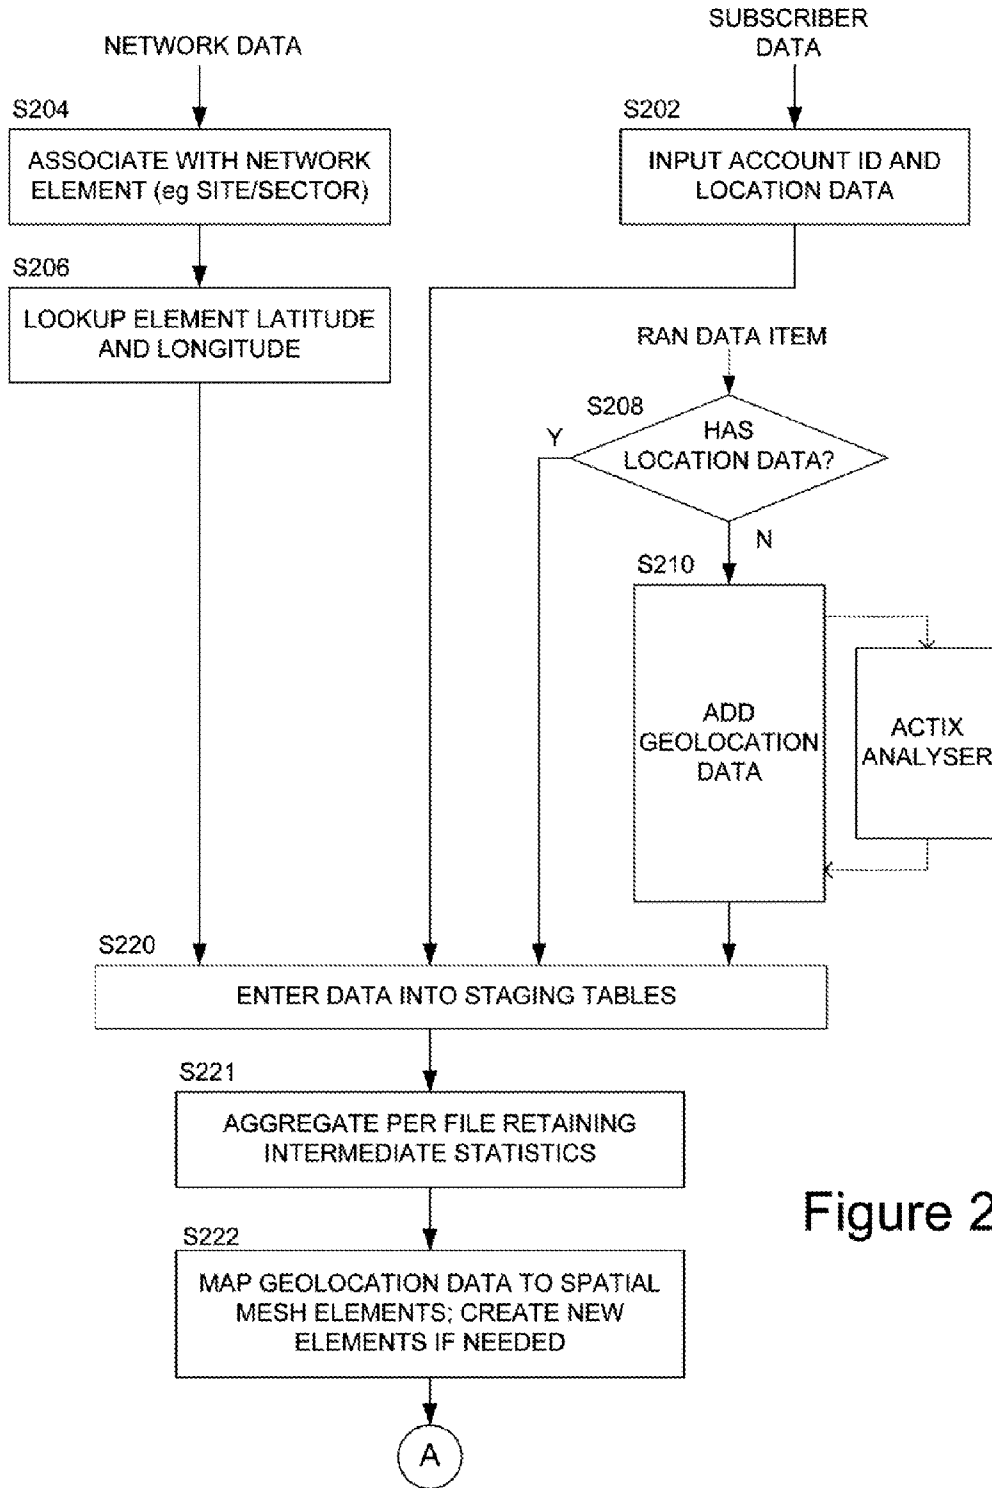 NETWORK DATA
SUBSCRIBER
DATA
S204
ASSOCIATE WITH NETWORK
ELEMENT (eg SITE/SECTOR)
S202
INPUT ACCOUNT ID AND
LOCATION DATA
S206
LOOKUP ELEMENT LATITUDE
AND LONGITUDE
RAN DATA ITEM
S208
HAS
LOCATION DATA?
Y
N
S210
ADD
GEOLOCATION
DATA
ACTIX
ANALYSER
S220
ENTER DATA INTO STAGING TABLES
S221
AGGREGATE PER FILE RETAINING
INTERMEDIATE STATISTICS
S222
MAP GEOLOCATION DATA TO SPATIAL
MESH ELEMENTS; CREATE NEW
ELEMENTS IF NEEDED
A
Figure 2